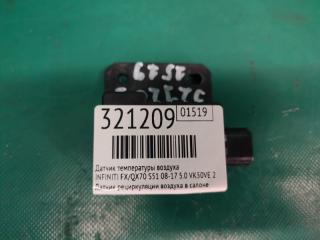 321209
01519
Датчик температуры воздуха
INFINITI FX/QX70 S51 08-17 5.0 VK50VE 2
Датчик рециркуляции воздуха в салоне